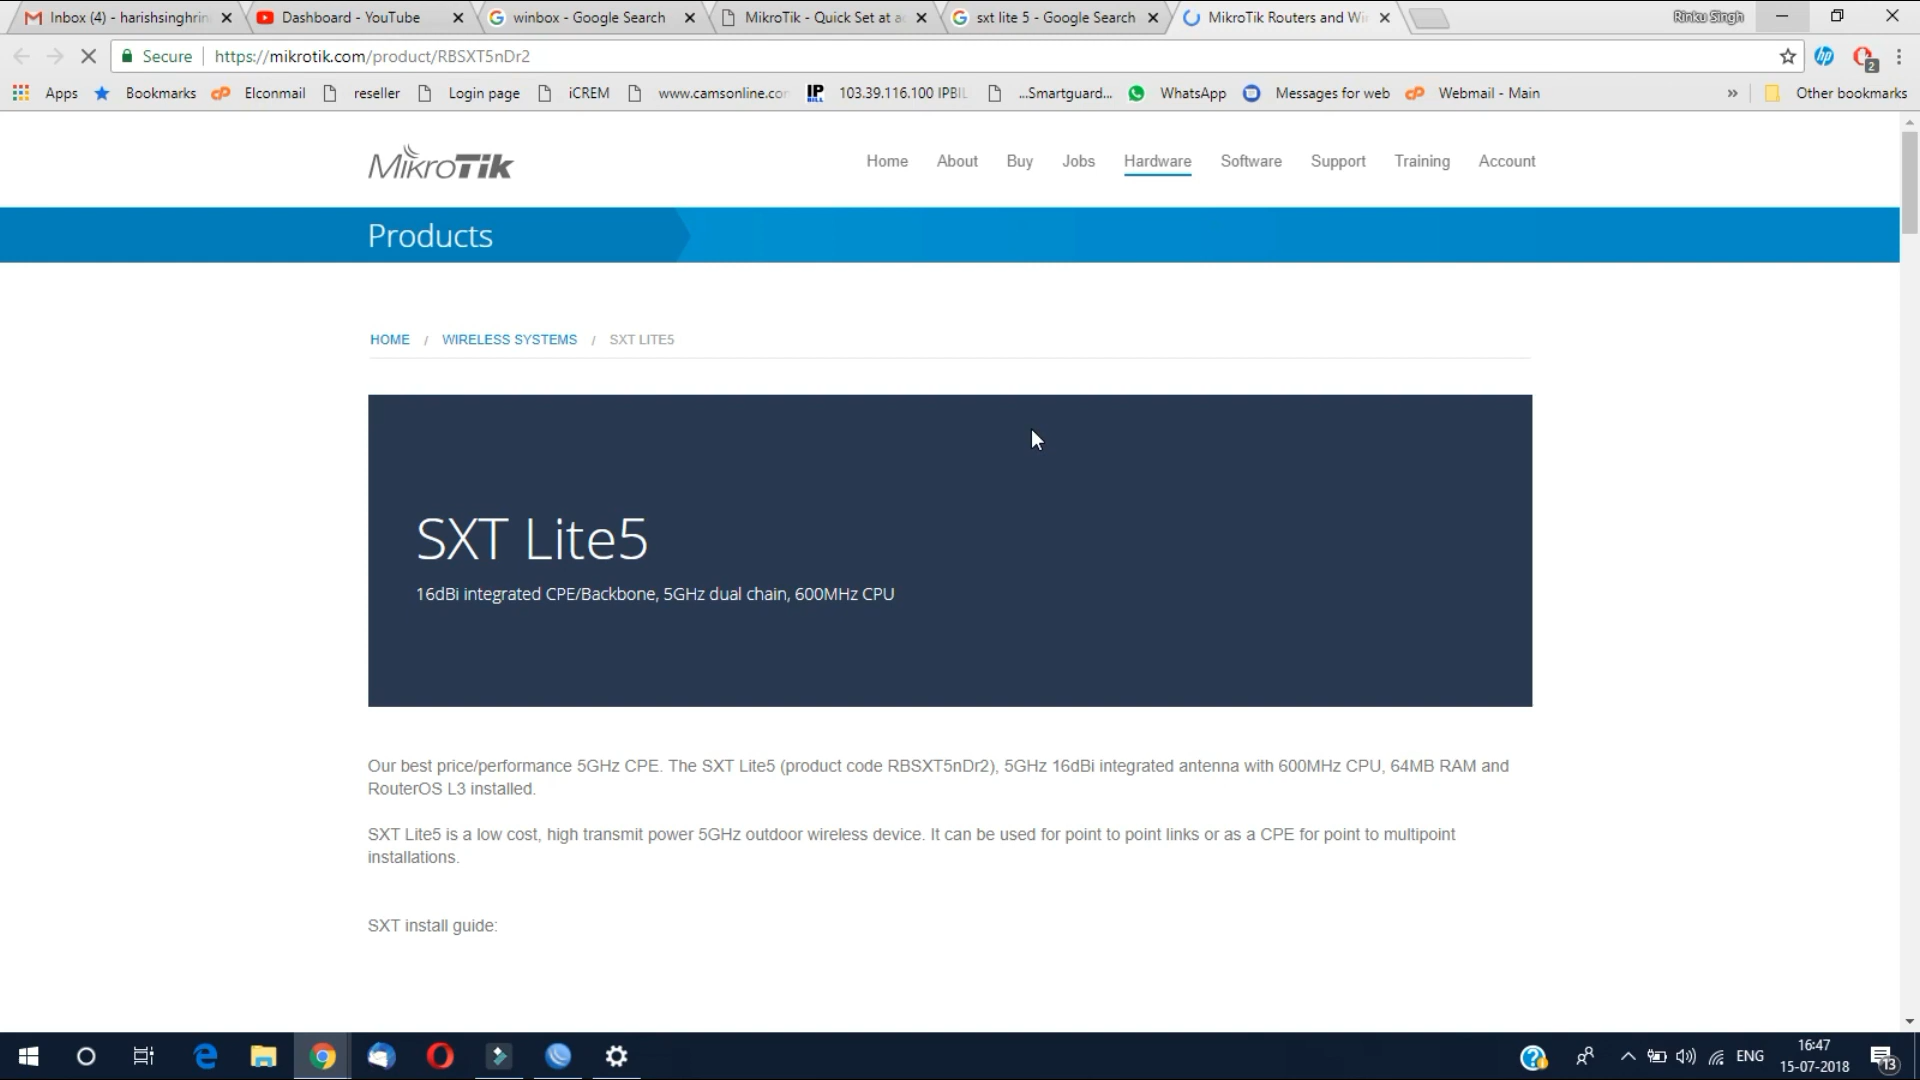 Inbox (4) - harishsinghrin
Dashboard - YouTube
winbox - Google Search
MikroTik - Quick Set at a
sxt lite 5 - Google Search
MikroTik Routers and Wi
Rinku Singh
Secure
https://mikrotik.com/product/RBSXT5nDr2
2
Apps
Bookmarks
Elconmail
reseller
Login page
iCREM
www.camsonline.co
IP BILL
103.39.116.100 IPBIL
...Smartguard...
WhatsApp
Messages for web
Webmail - Main
»
Other bookmarks
MikroTik
Home About Buy Jobs Hardware Software Support Training Account
Products
HOME / WIRELESS SYSTEMS / SXT LITE5
SXT Lite5
16dBi integrated CPE/Backbone, 5GHz dual chain, 600MHz CPU
Our best price/performance 5GHz CPE. The SXT Lite5 (product code RBSXT5nDr2), 5GHz 16dBi integrated antenna with 600MHz CPU, 64MB RAM and
RouterOS L3 installed.
SXT Lite5 is a low cost, high transmit power 5GHz outdoor wireless device. It can be used for point to point links or as a CPE for point to multipoint
installations.
SXT install guide:
ENG
16:47
15-07-2018
13